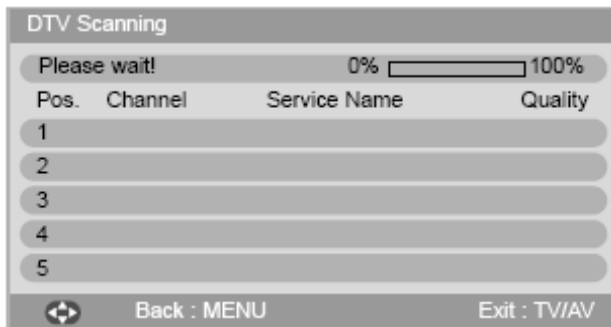 DTV Scanning
Please wait! 0% 100%
Pos. Channel Service Name Quality
1
2
3
4
5
Back : MENU Exit : TV/AV